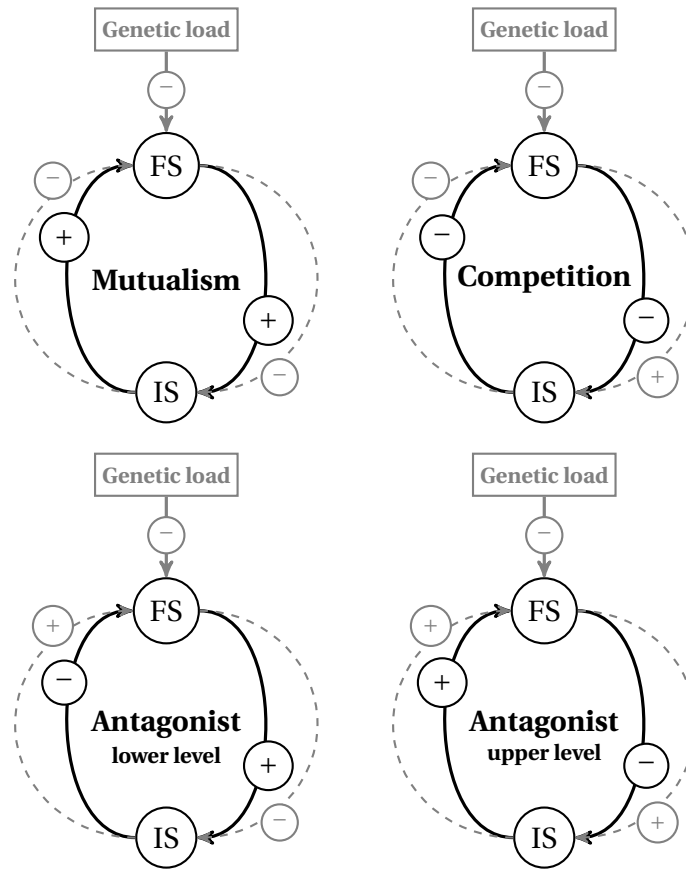 Genetic load
−
FS
−
+
Mutualism
+
−
IS
Genetic load
−
FS
−
−
Competition
−
+
IS
Genetic load
−
FS
+
−
Antagonist
lower level
+
−
IS
Genetic load
−
FS
+
+
Antagonist
upper level
−
+
IS